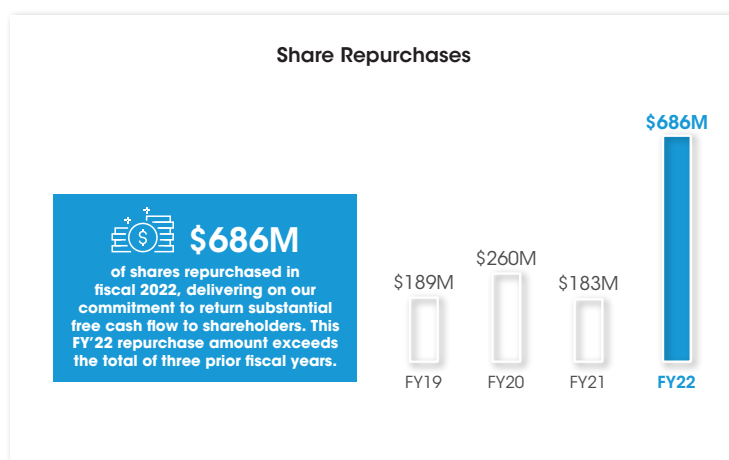 Share Repurchases
$686M
of shares repurchased in
fiscal 2022, delivering on our
commitment to return substantial
free cash flow to shareholders. This
FY'22 repurchase amount exceeds
the total of three prior fiscal years.
$189M
$260M
$183M
$686M
FY19
FY20
FY21
FY22